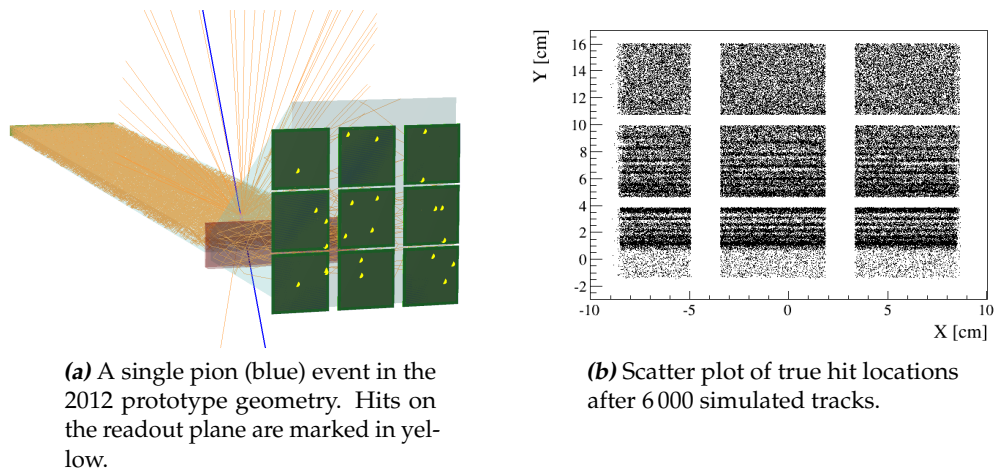 Y [cm]
16
14
12
10
8
6
4
2
0
-2
-10
-5
0
5
10
X [cm]
(a) A single pion (blue) event in the
2012 prototype geometry. Hits on
the readout plane are marked in yel-
low.
(b) Scatter plot of true hit locations
after 6 000 simulated tracks.